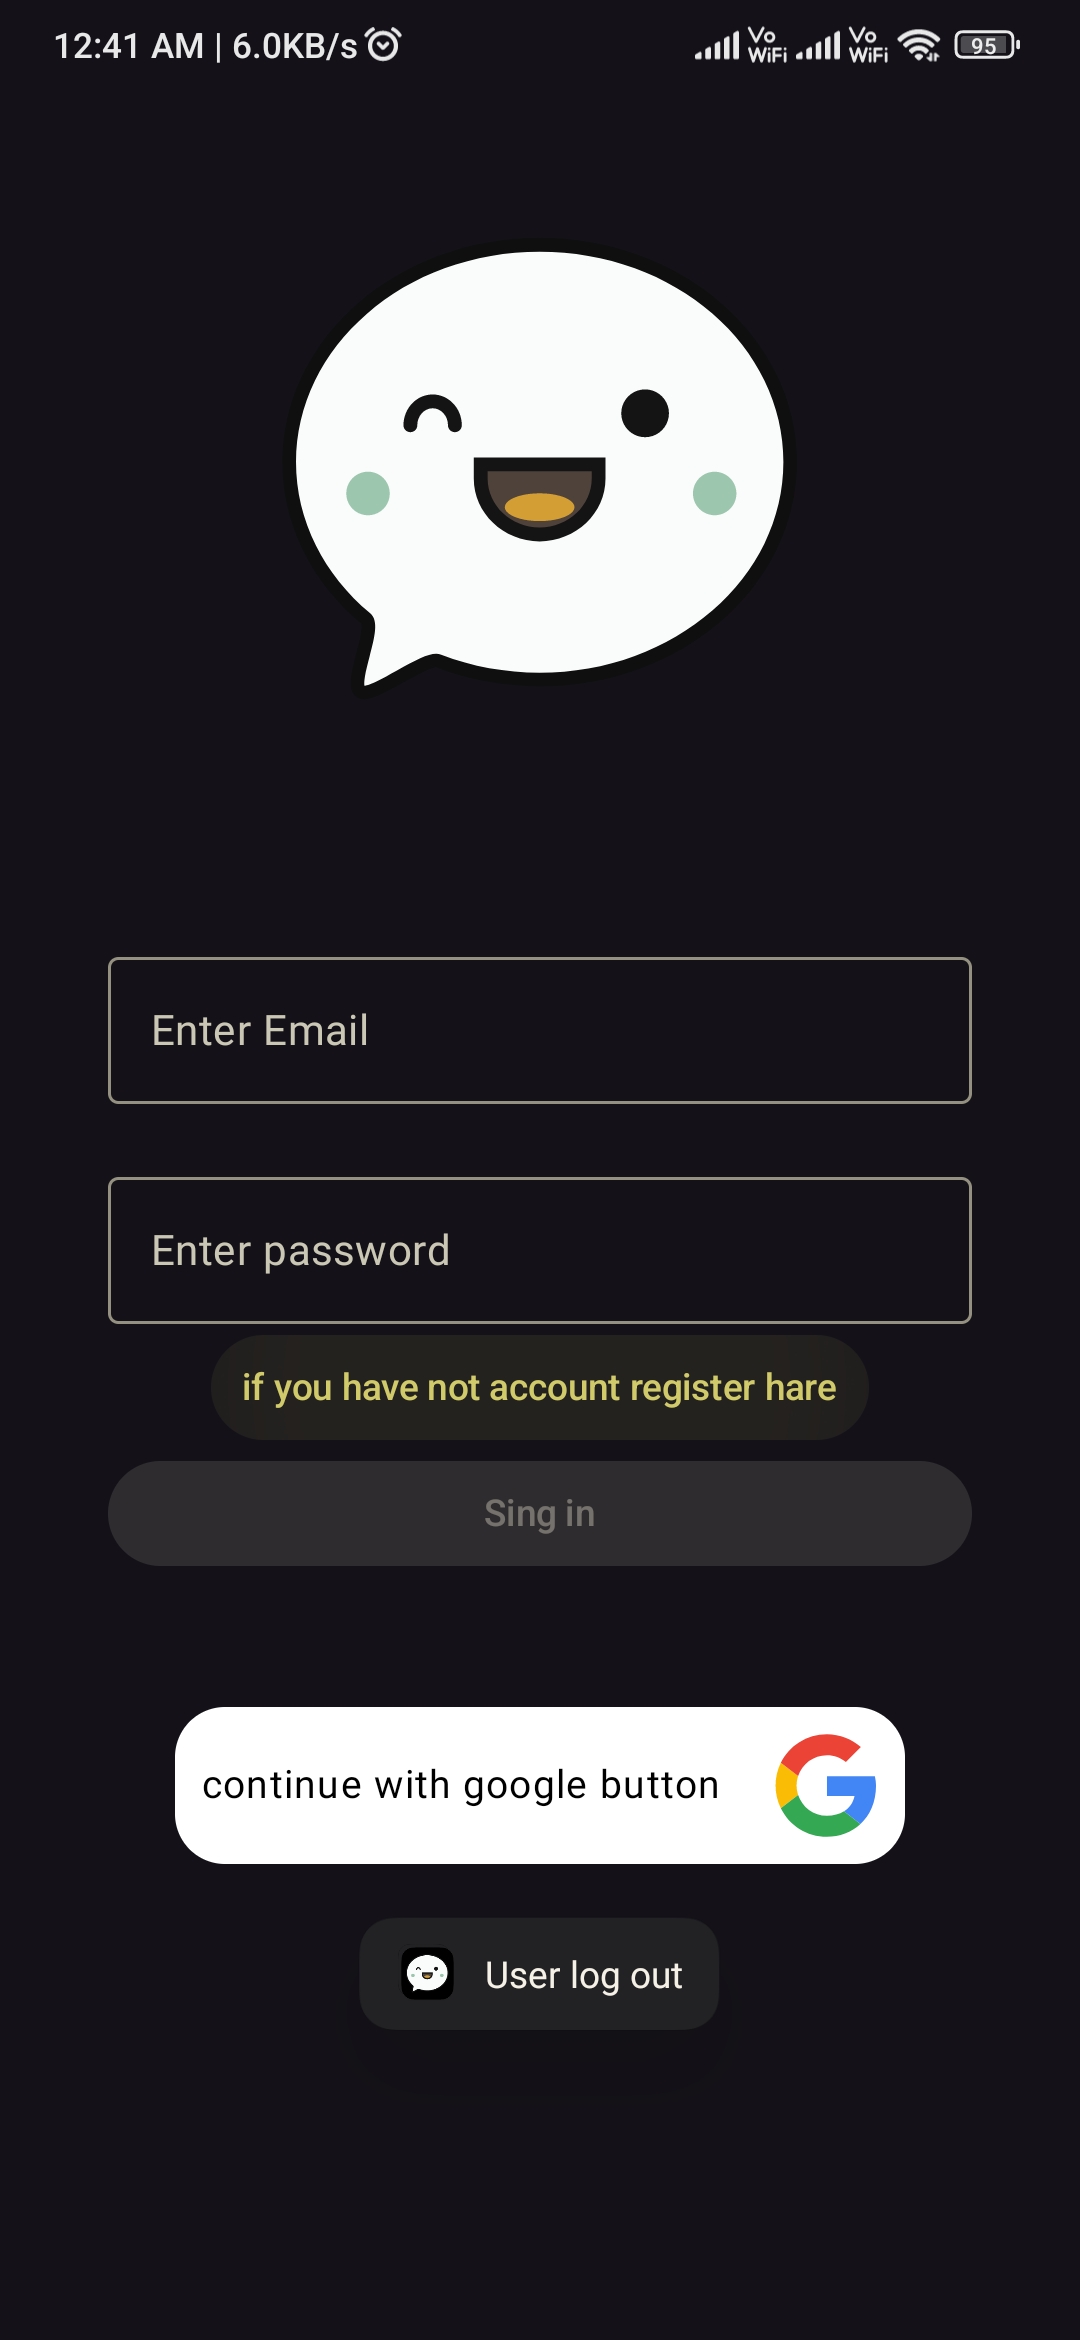 12:41 AM | 6.0KB/s Vo WiFi Vo WiFi 95
Enter Email
Enter password
if you have not account register hare
Sing in
continue with google button
User log out